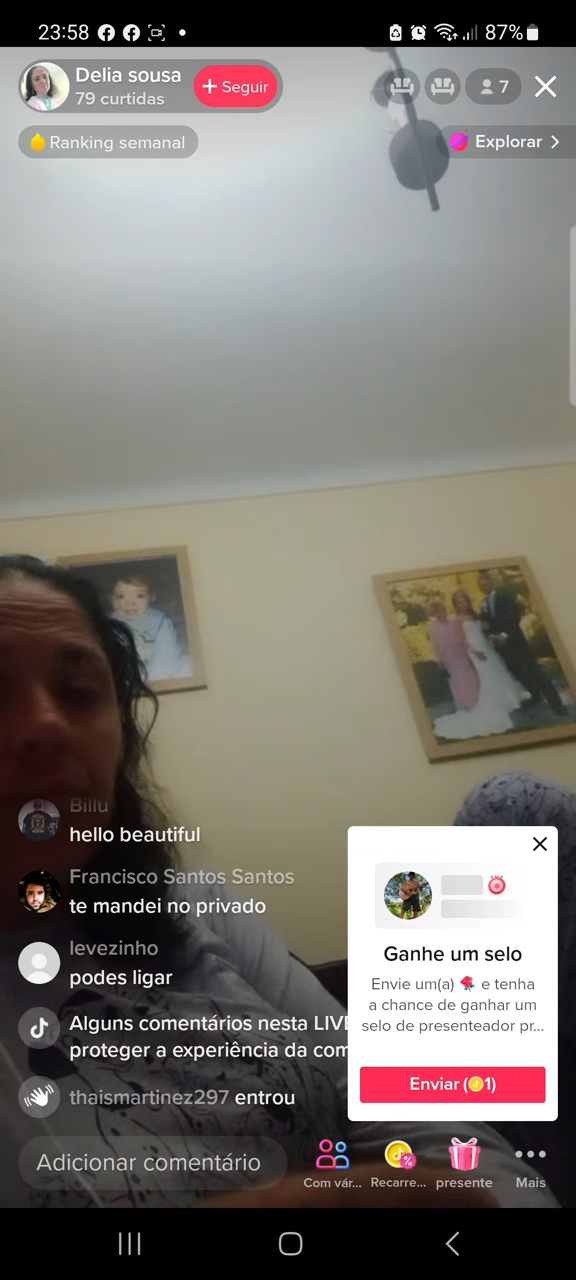 23:58
87%
Delia sousa
79 curtidas
+ Seguir
7
Ranking semanal
Explorar
Billu
hello beautiful
Francisco Santos Santos
te mandei no privado
levezinho
podes ligar
Alguns comentários nesta LIVE
proteger a experiência da com
thaismartinez297 entrou
Ganhe um selo
Envie um(a) 🌹 e tenha
a chance de ganhar um
selo de presenteador pr...
Enviar (1)
Adicionar comentário
Com vár...
Recarre...
presente
Mais